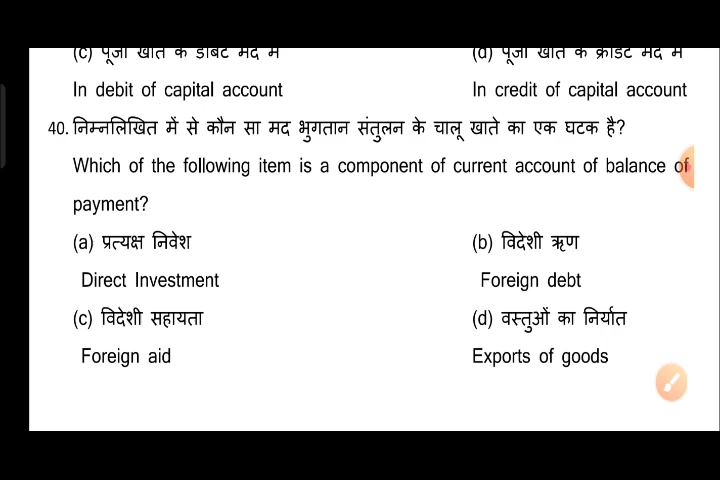 (c) पूंजी खाते के डेबिट मद में (d) पूंजी खाते के क्रेडिट मद में
In debit of capital account In credit of capital account
40. निम्नलिखित में से कौन सा मद भुगतान संतुलन के चालू खाते का एक घटक है?
Which of the following item is a component of current account of balance of
payment?
(a) प्रत्यक्ष निवेश (b) विदेशी ऋण
Direct Investment Foreign debt
(c) विदेशी सहायता (d) वस्तुओं का निर्यात
Foreign aid Exports of goods